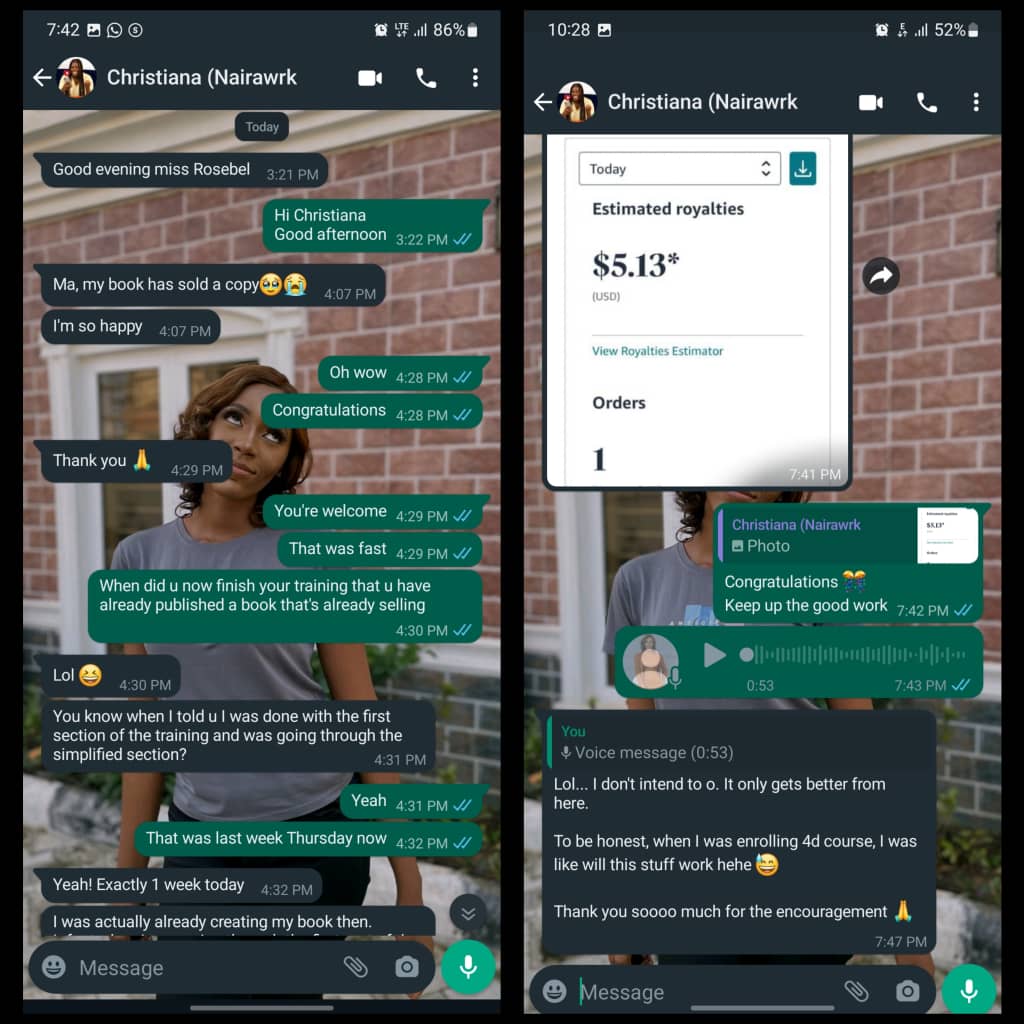 7:42
LTE
86%
Christiana (Nairawrk
Today
Good evening miss Rosebel 3:21 PM
Hi Christiana
Good afternoon 3:22 PM
Ma, my book has sold a copy🥹😭 4:07 PM
I'm so happy 4:07 PM
Oh wow 4:28 PM
Congratulations 4:28 PM
Thank you 🙏 4:29 PM
You're welcome 4:29 PM
That was fast 4:29 PM
When did u now finish your training that u have
already published a book that's already selling
4:30 PM
Lol 😆 4:30 PM
You know when I told u I was done with the first
section of the training and was going through the
simplified section? 4:31 PM
Yeah 4:31 PM
That was last week Thursday now 4:32 PM
Yeah! Exactly 1 week today 4:32 PM
I was actually already creating my book then.
Message
10:28
E
52%
Christiana (Nairawrk
Today
Estimated royalties
$5.13*
(USD)
View Royalties Estimator
Orders
1
7:41 PM
Christiana (Nairawrk
Photo
Estimated royalties
$5.13*
Orders
Congratulations 🎊
Keep up the good work 7:42 PM
0:53 7:43 PM
You
Voice message (0:53)
Lol... I don't intend to o. It only gets better from
here.
To be honest, when I was enrolling 4d course, I was
like will this stuff work hehe 😅
Thank you soooo much for the encouragement 🙏
7:47 PM
Message